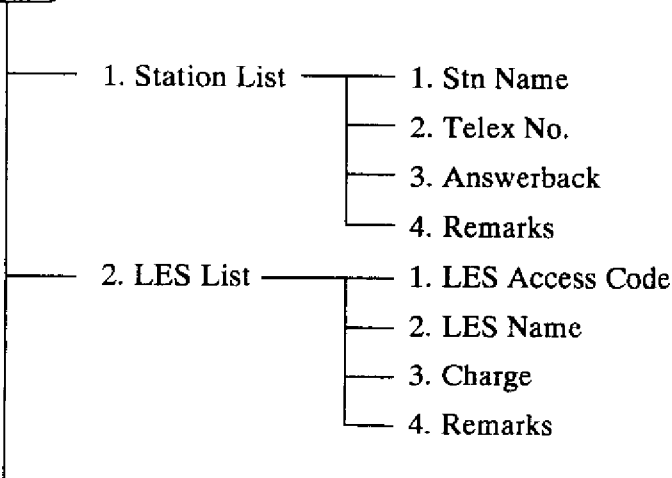 1. Station List
1. Stn Name
2. Telex No.
3. Answerback
4. Remarks
2. LES List
1. LES Access Code
2. LES Name
3. Charge
4. Remarks